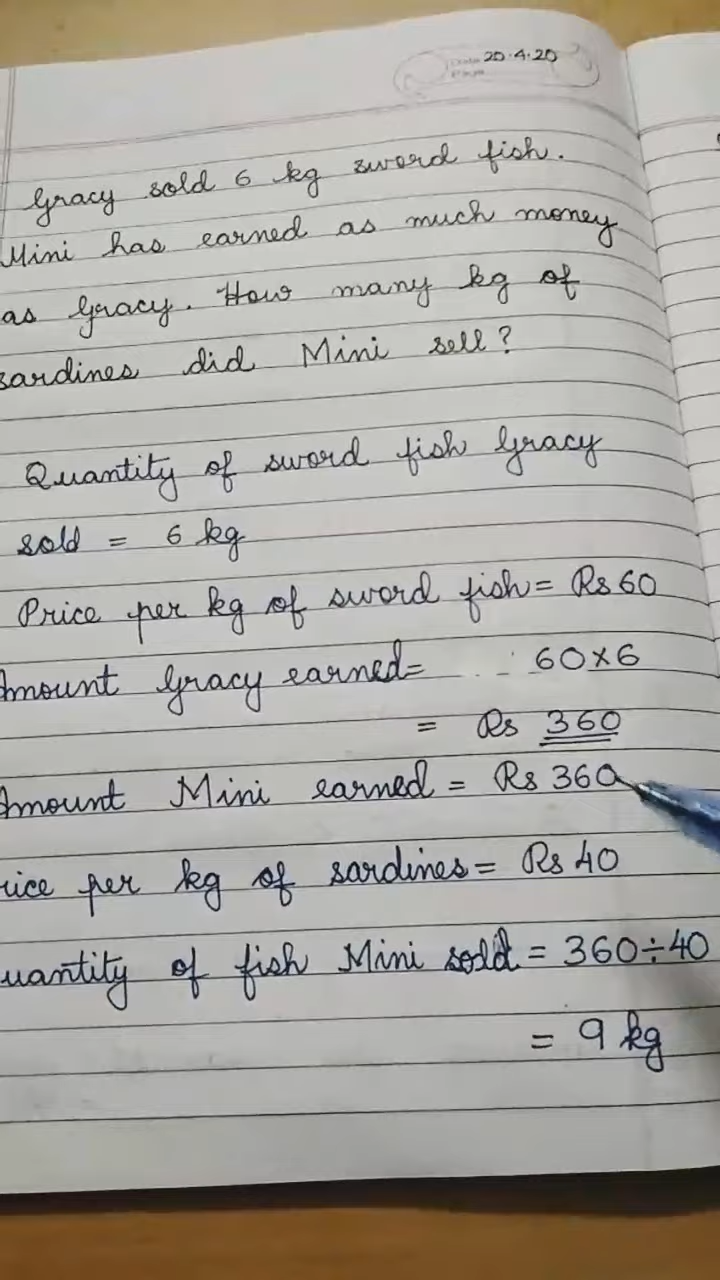 20.4.20
Gracy sold 6 kg sword fish.
Mini has earned as much money
as Gracy. How many kg of
sardines did Mini sell?
Quantity of sword fish Gracy
sold = 6 kg
Price per kg of sword fish = Rs 60
Amount Gracy earned = 60×6
= Rs 360
Amount Mini earned = Rs 360
rice per kg of sardines = Rs 40
uantity of fish Mini sold = 360÷40
= 9 kg